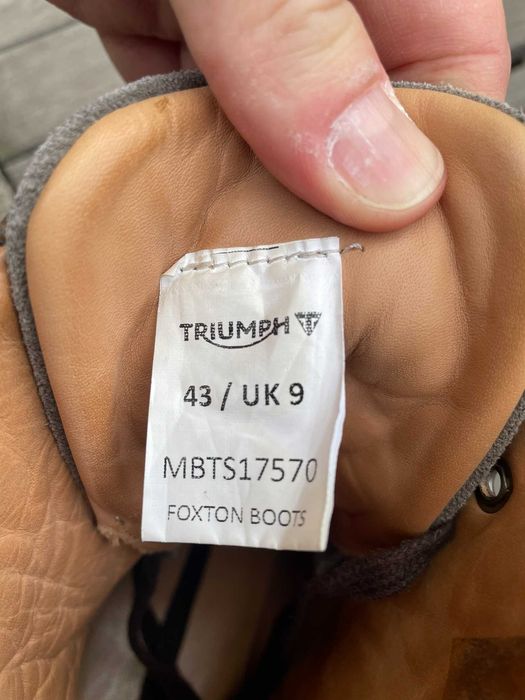 TRIUMPH
43 / UK 9
MBTS17570
FOXTON BOOTS